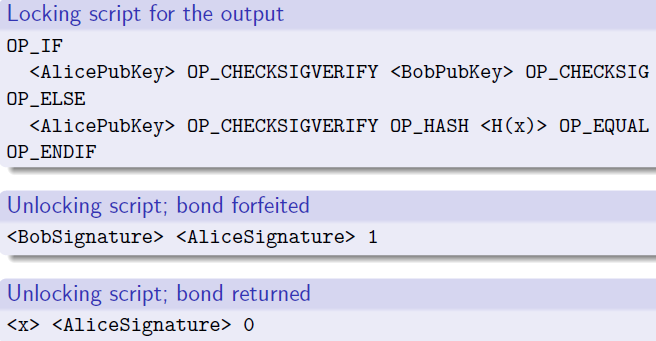 Locking script for the output
OP_IF
<AlicePubKey> OP_CHECKSIGVERIFY <BobPubKey> OP_CHECKSIG
OP_ELSE
<AlicePubKey> OP_CHECKSIGVERIFY OP_HASH <H(x)> OP_EQUAL
OP_ENDIF
Unlocking script; bond forfeited
<BobSignature> <AliceSignature> 1
Unlocking script; bond returned
<x> <AliceSignature> 0